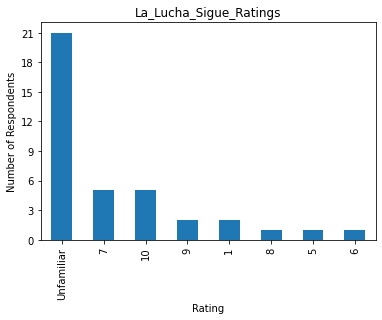 La_Lucha_Sigue_Ratings
Number of Respondents
21
18
15
12
9
6
3
0
Unfamiliar 7 10 9 1 8 5 6
Rating